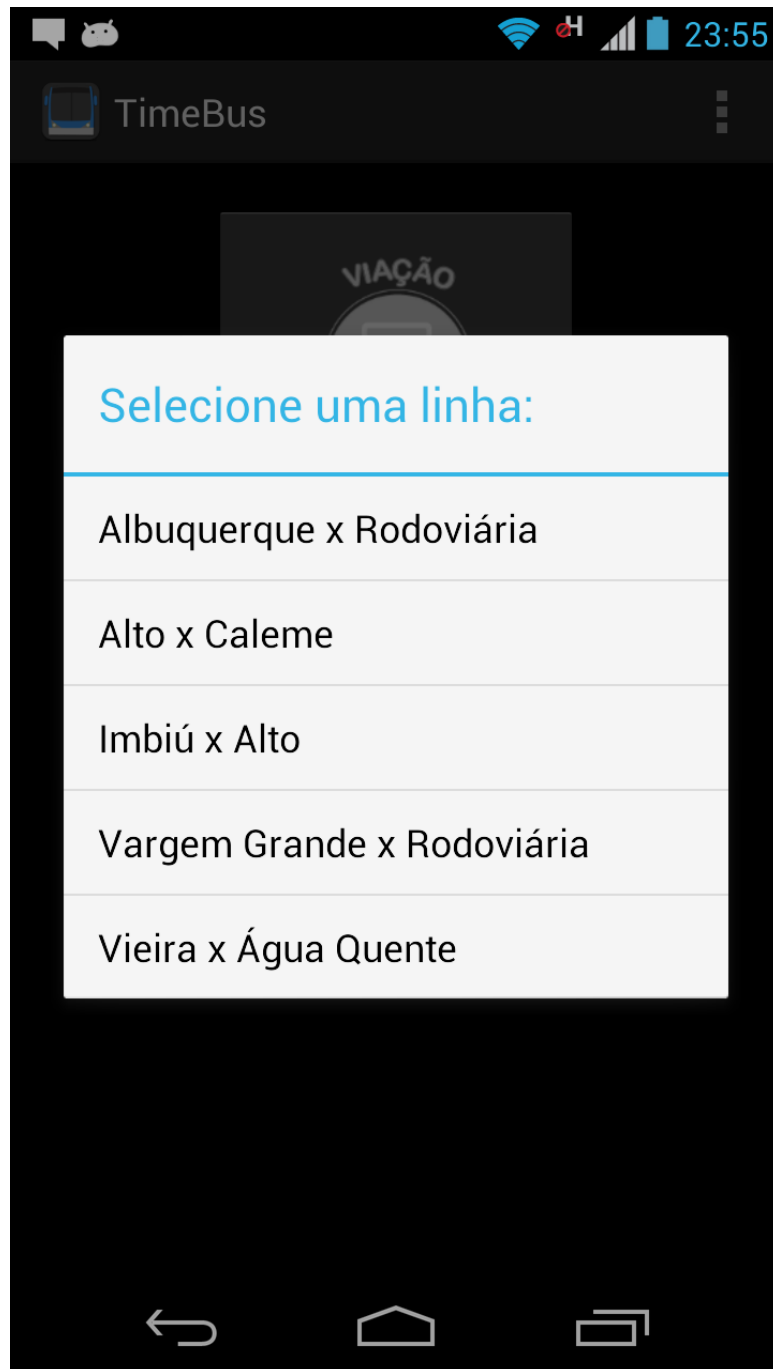 H 23:55
TimeBus
VIAÇÃO
Selecione uma linha:
Albuquerque x Rodoviária
Alto x Caleme
Imbiú x Alto
Vargem Grande x Rodoviária
Vieira x Água Quente